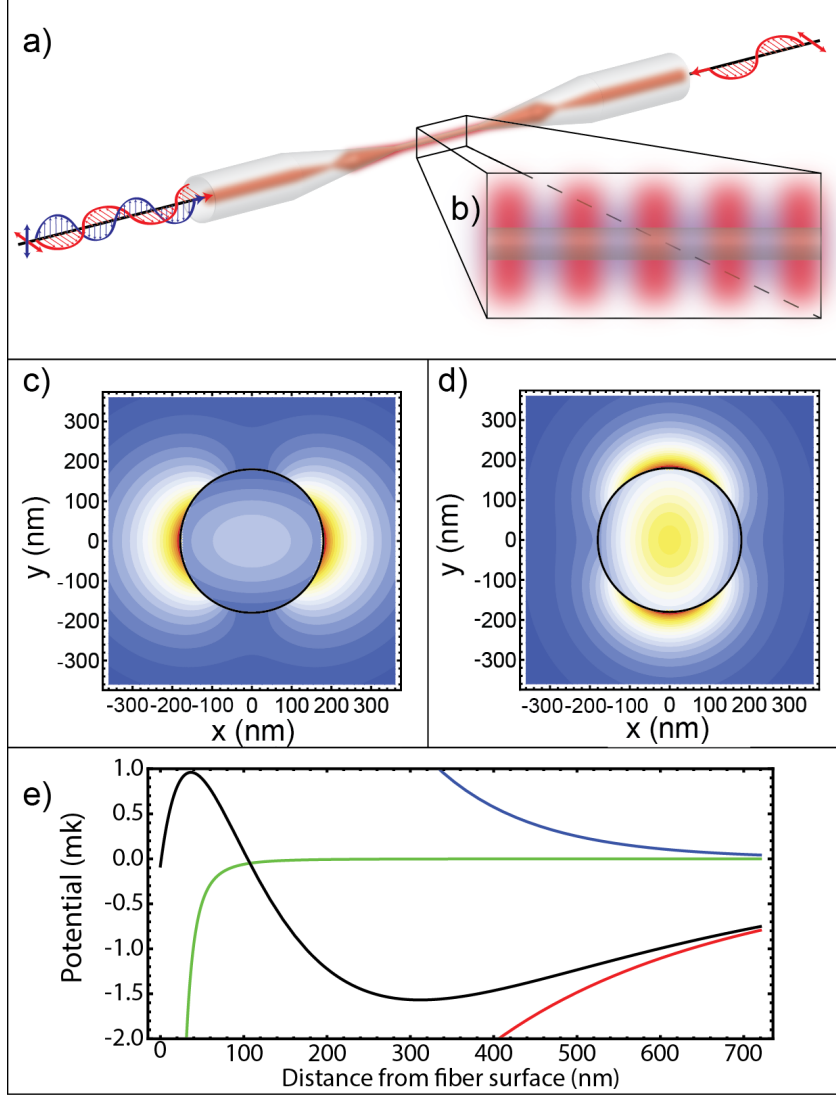 a)
b)
c)
d)
y (nm)
300
200
100
0
-100
-200
-300
-300 -200 -100 0 100 200 300
x (nm)
y (nm)
300
200
100
0
-100
-200
-300
-300 -200 -100 0 100 200 300
x (nm)
e)
Potential (mk)
1.0
0.5
0.0
-0.5
-1.0
-1.5
-2.0
0 100 200 300 400 500 600 700
Distance from fiber surface (nm)